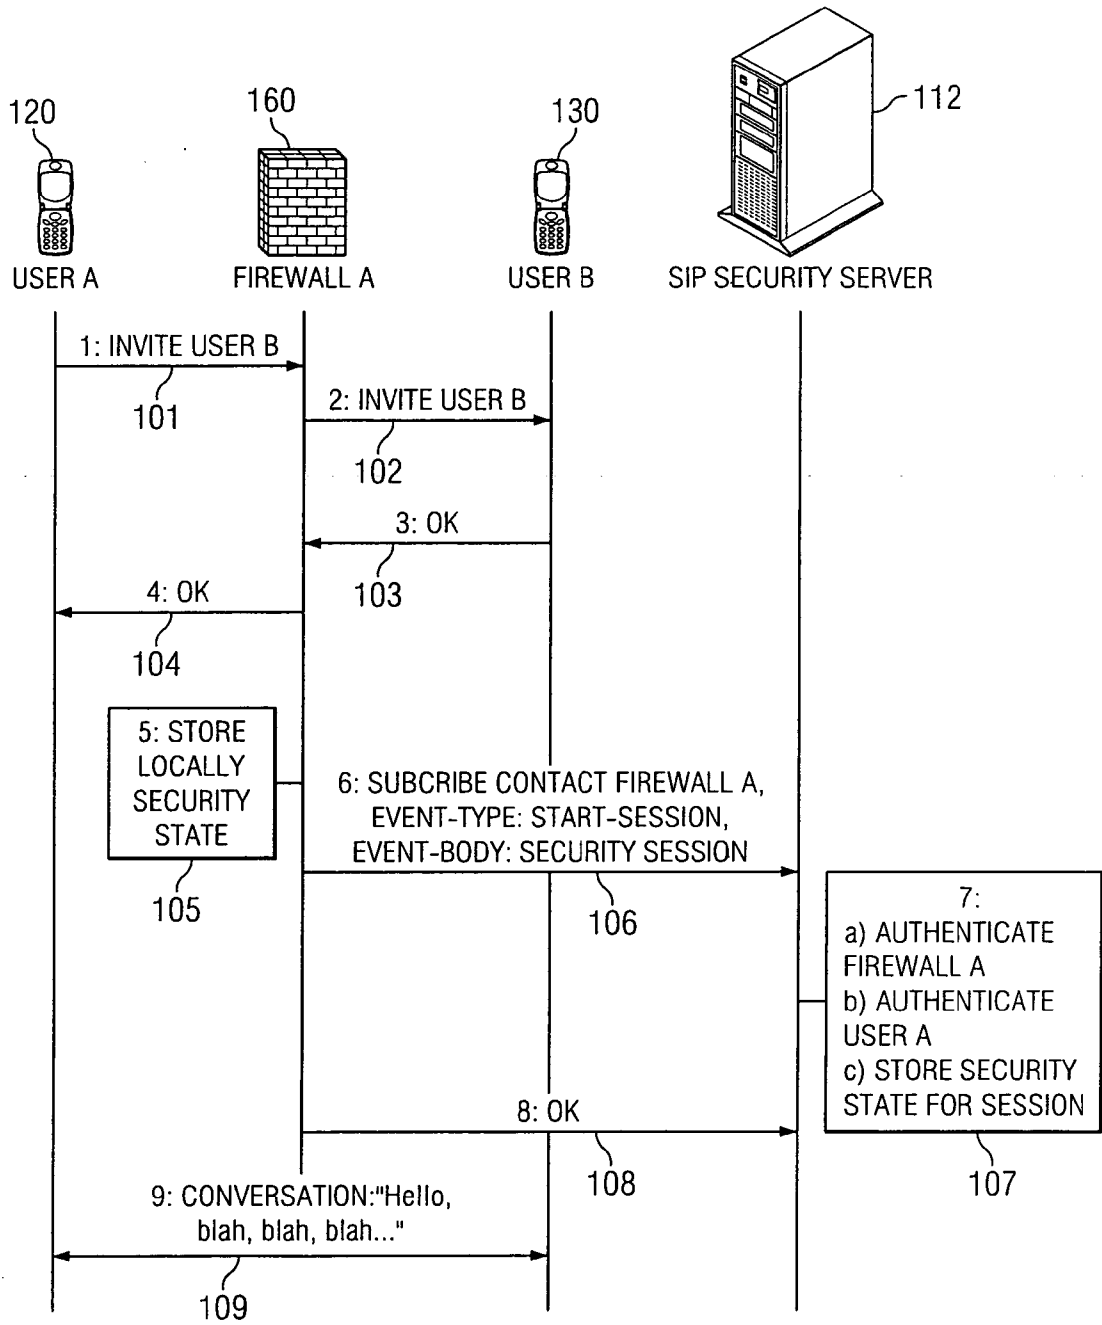 120
160
130
112
USER A
FIREWALL A
USER B
SIP SECURITY SERVER
1: INVITE USER B
101
2: INVITE USER B
102
3: OK
103
4: OK
104
5: STORE
LOCALLY
SECURITY
STATE
105
6: SUBCRIBE CONTACT FIREWALL A,
EVENT-TYPE: START-SESSION,
EVENT-BODY: SECURITY SESSION
106
7:
a) AUTHENTICATE
FIREWALL A
b) AUTHENTICATE
USER A
c) STORE SECURITY
STATE FOR SESSION
107
8: OK
108
9: CONVERSATION:"Hello,
blah, blah, blah..."
109